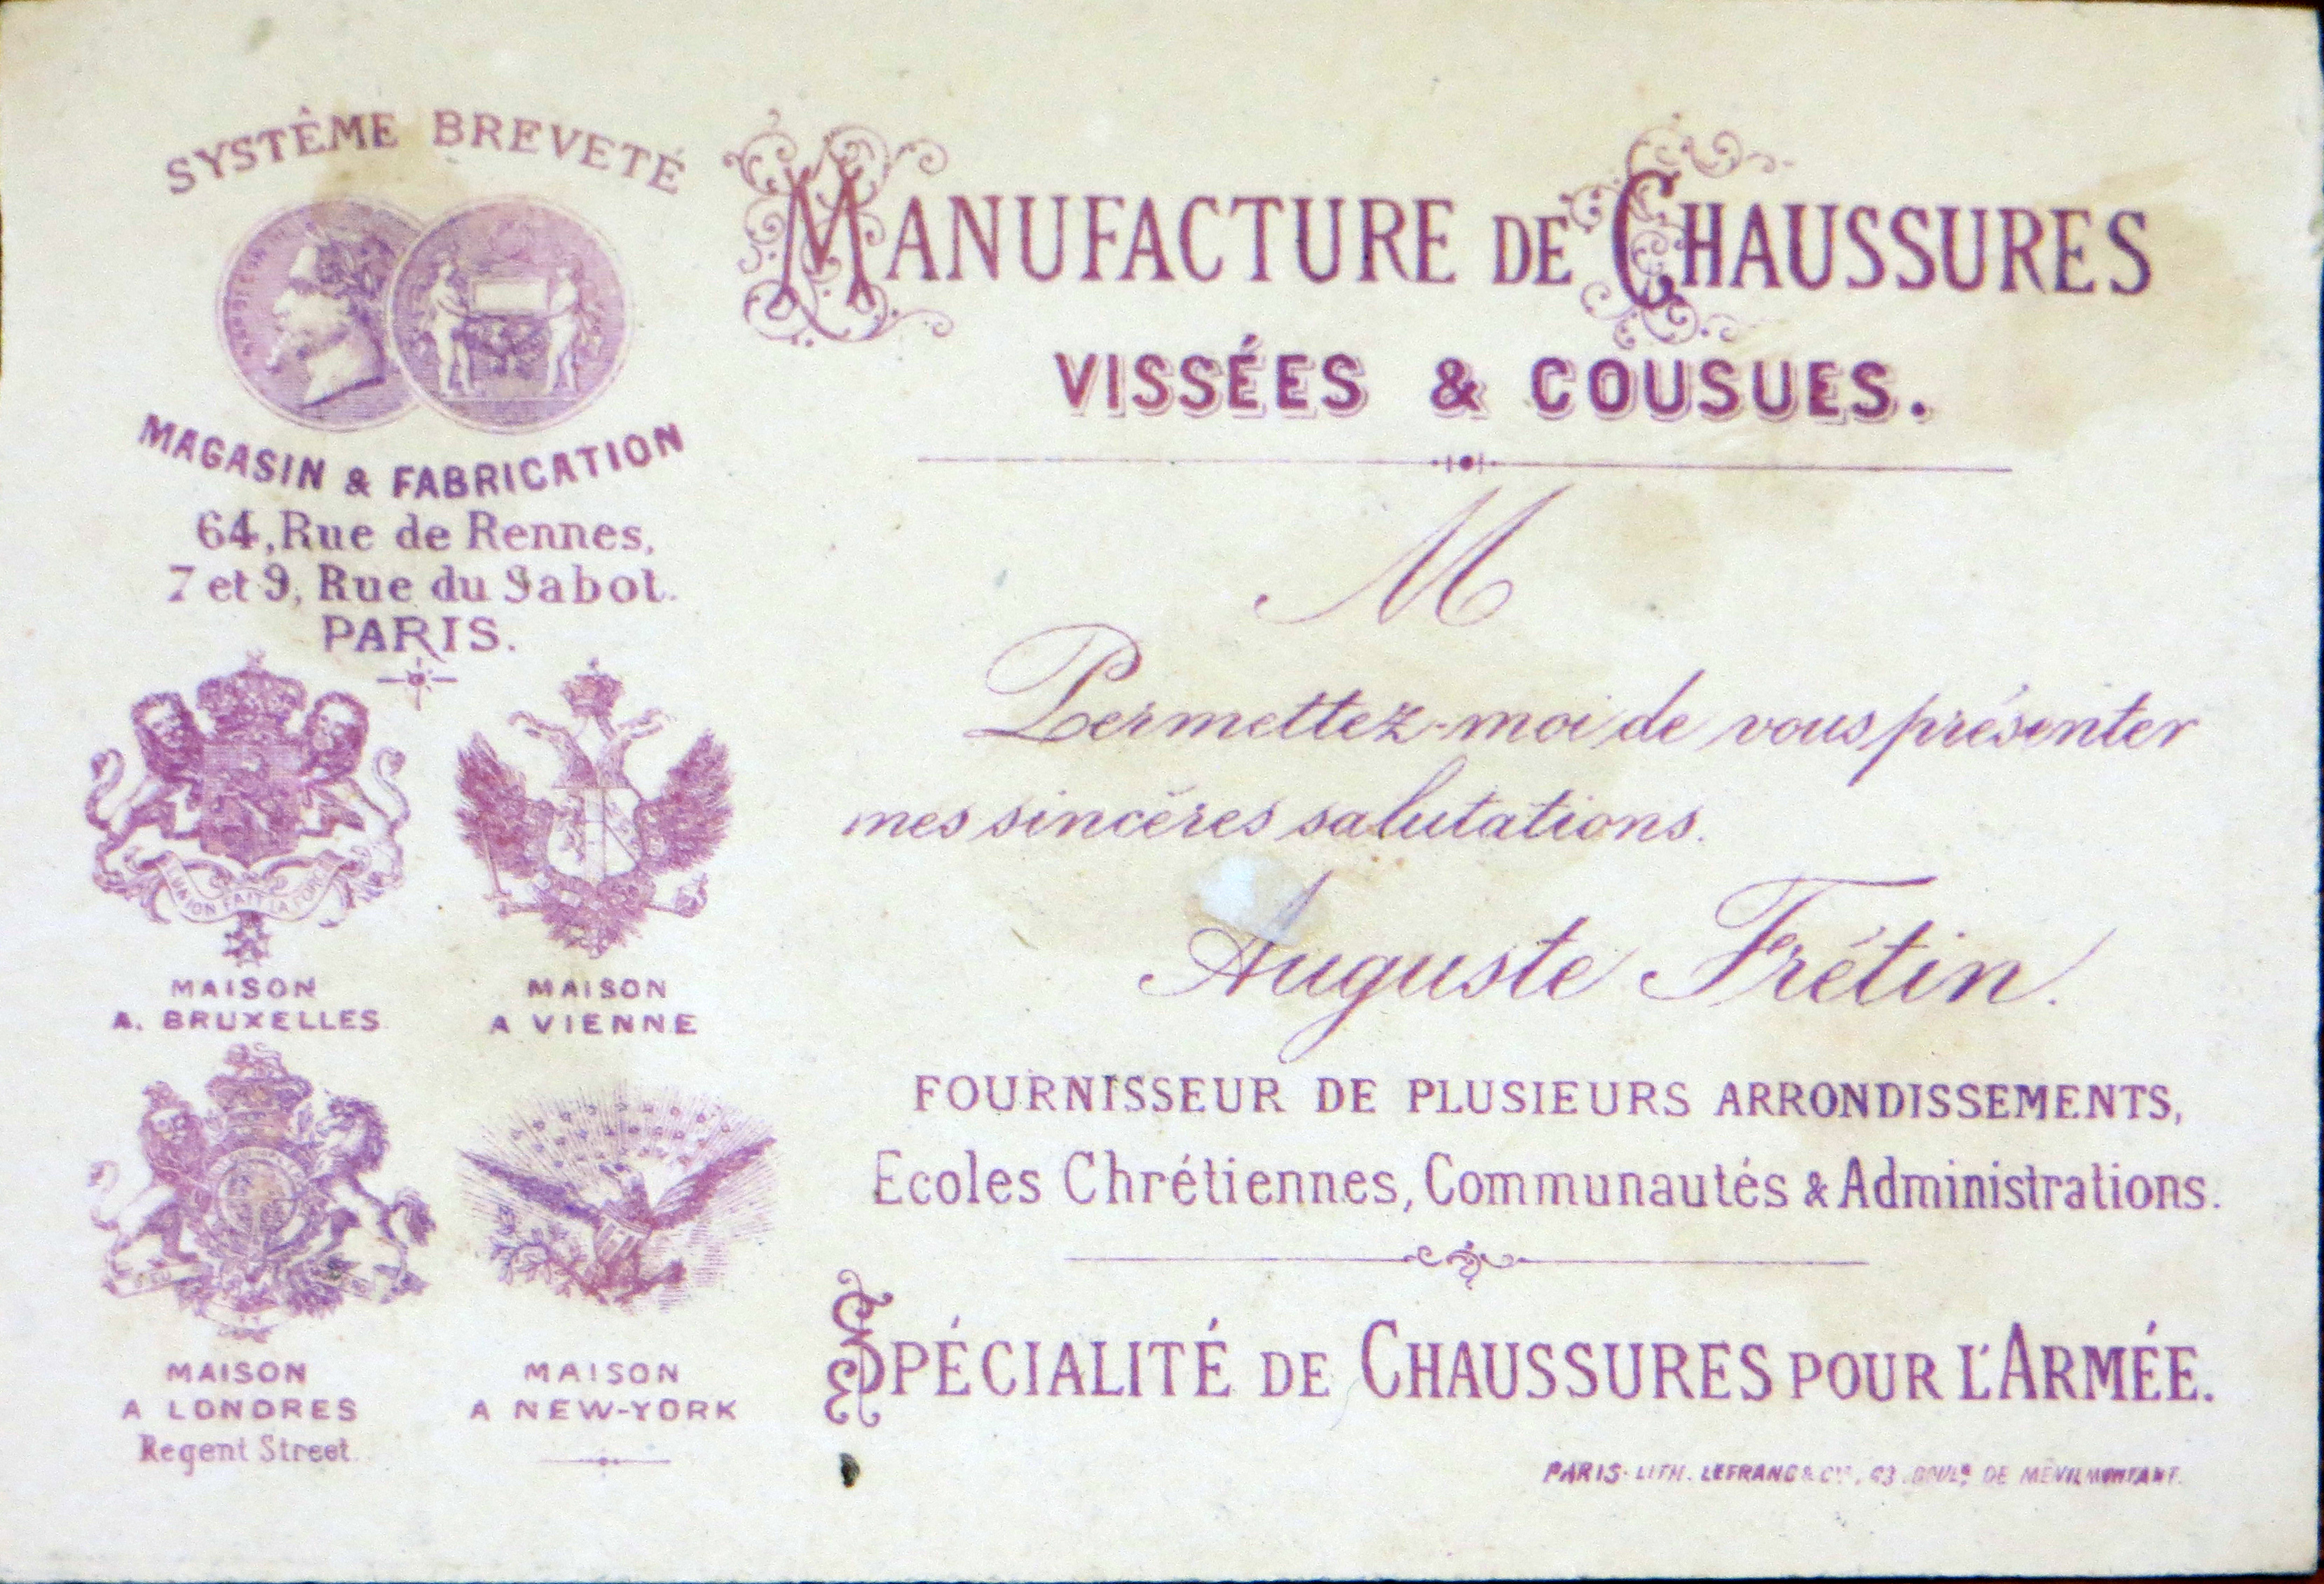 SYSTÊME BREVETÉ
MAGASIN & FABRICATION
64, Rue de Rennes,
7 et 9, Rue du Sabot.
PARIS.
L'UNION FAIT LA FORCE
MAISON
A. BRUXELLES
MAISON
A VIENNE
MAISON
A LONDRES
Regent Street.
MAISON
A NEW-YORK
MANUFACTURE DE CHAUSSURES
VISSÉES & COUSUES.
M
Permettez-moi de vous présenter
mes sincères salutations.
Auguste Frétin.
FOURNISSEUR DE PLUSIEURS ARRONDISSEMENTS,
Ecoles Chrétiennes, Communautés & Administrations.
SPÉCIALITÉ DE CHAUSSURES POUR L'ARMÉE.
PARIS-LITH. LEFRANC & Cie, 93 BOULd DE MÉNILMONTANT.